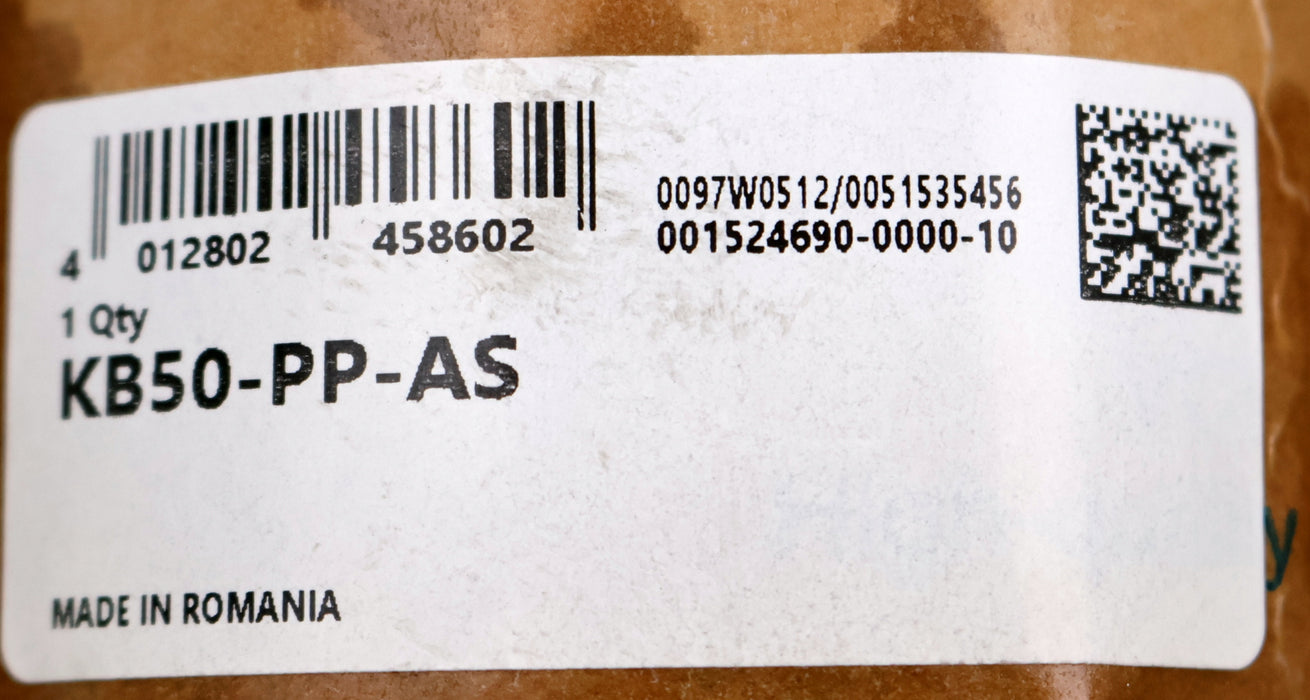 4 012802 458602
0097W0512/0051535456
001524690-0000-10
1 Qty
KB50-PP-AS
MADE IN ROMANIA
y